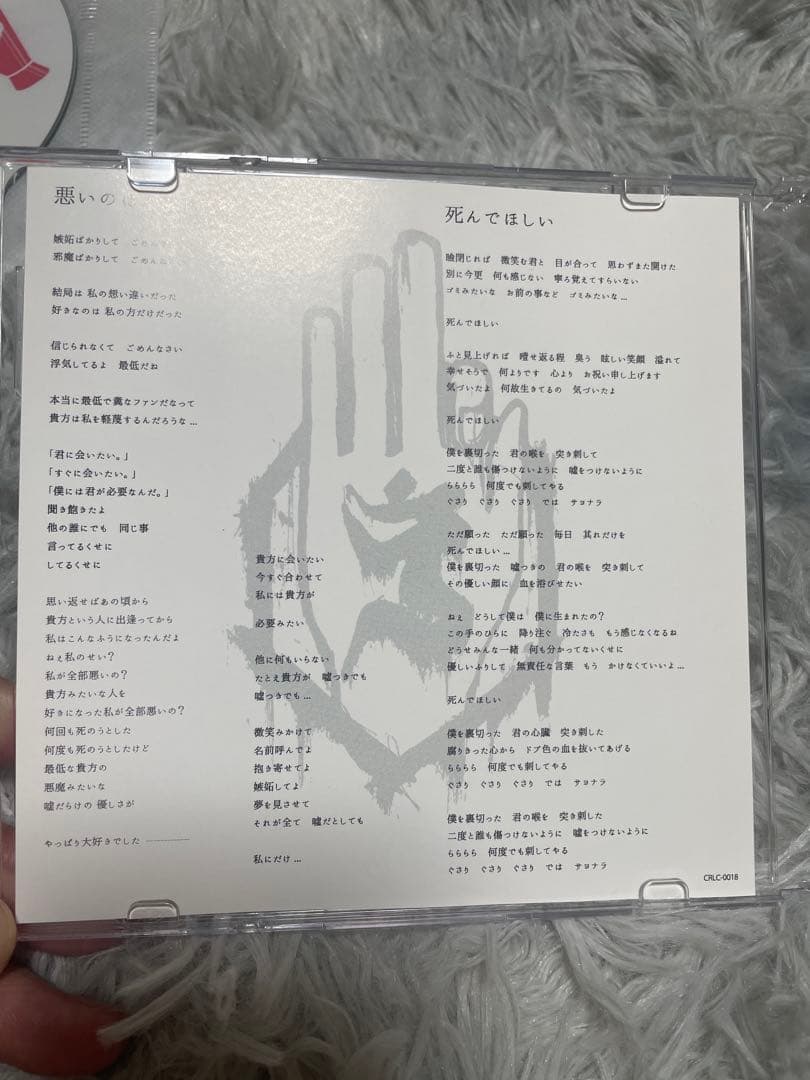 悪いの
嫉妬ばかりして　ごめん
邪魔ばかりして　ごめん
結局は 私の想い違いだった
好きなのは 私の方だけだった
信じられなくて　ごめんなさい
浮気してるよ　最低だね
本当に最低で糞なファンだなって
貴方は私を軽蔑するんだろうな…
「君に会いたい。」
「すぐに会いたい。」
「僕には君が必要なんだ。」
聞き飽きたよ
他の誰にでも　同じ事
言ってるくせに
してるくせに
思い返せばあの頃から
貴方という人に出逢ってから
私はこんなふうになったんだよ
ねぇ私のせい?
私が全部悪いの?
貴方みたいな人を
好きになった私が全部悪いの?
何回も死のうとした
何度も死のうとしたけど
最低な貴方の
悪魔みたいな
嘘だらけの 優しさが
やっぱり大好きでした ------------
貴方に会いたい
今すぐ合わせて
私には貴方が
必要みたい
他に何もいらない
たとえ貴方が　嘘つきでも
嘘つきでも…
微笑みかけて
名前呼んでよ
抱き寄せてよ
嫉妬してよ
夢を見させて
それが全て　嘘だとしても
私にだけ…
死んでほしい
瞼閉じれば　微笑む君と　目が合って　思わずまた開けた
別に今更　何も感じない　寧ろ覚えてすらいない
ゴミみたいな　お前の事など　ゴミみたいな…
死んでほしい
ふと見上げれば　噎せ返る程　臭う　眩しい笑顔　溢れて
幸せそうで　何よりです　心より　お祝い申し上げます
気づいたよ　何故生きてるの　気づいたよ
死んでほしい
僕を裏切った　君の喉を　突き刺して
二度と誰も傷つけないように　嘘をつけないように
ららららら　何度でも刺してやる
ぐさり　ぐさり　ぐさり　では　サヨナラ
ただ願った　ただ願った　毎日　其れだけを
死んでほしい…
僕を裏切った　嘘つきの　君の喉を　突き刺して
その優しい顔に　血を浴びせたい
ねぇ　どうして僕は　僕に生まれたの?
この手のひらに　降り注ぐ　冷たさも　もう感じなくなるね
どうせみんな一緒　何も分かってないくせに
優しいふりして　無責任な言葉　もう　かけなくていいよ…
死んでほしい
僕を裏切った　君の心臓　突き刺した
腐りきった心から　ドブ色の血を抜いてあげる
ららららら　何度でも刺してやる
ぐさり　ぐさり　ぐさり　では　サヨナラ
僕を裏切った　君の喉を　突き刺した
二度と誰も傷つけないように　嘘をつけないように
ららららら　何度でも刺してやる
ぐさり　ぐさり　ぐさり　では　サヨナラ
CRLC-0018